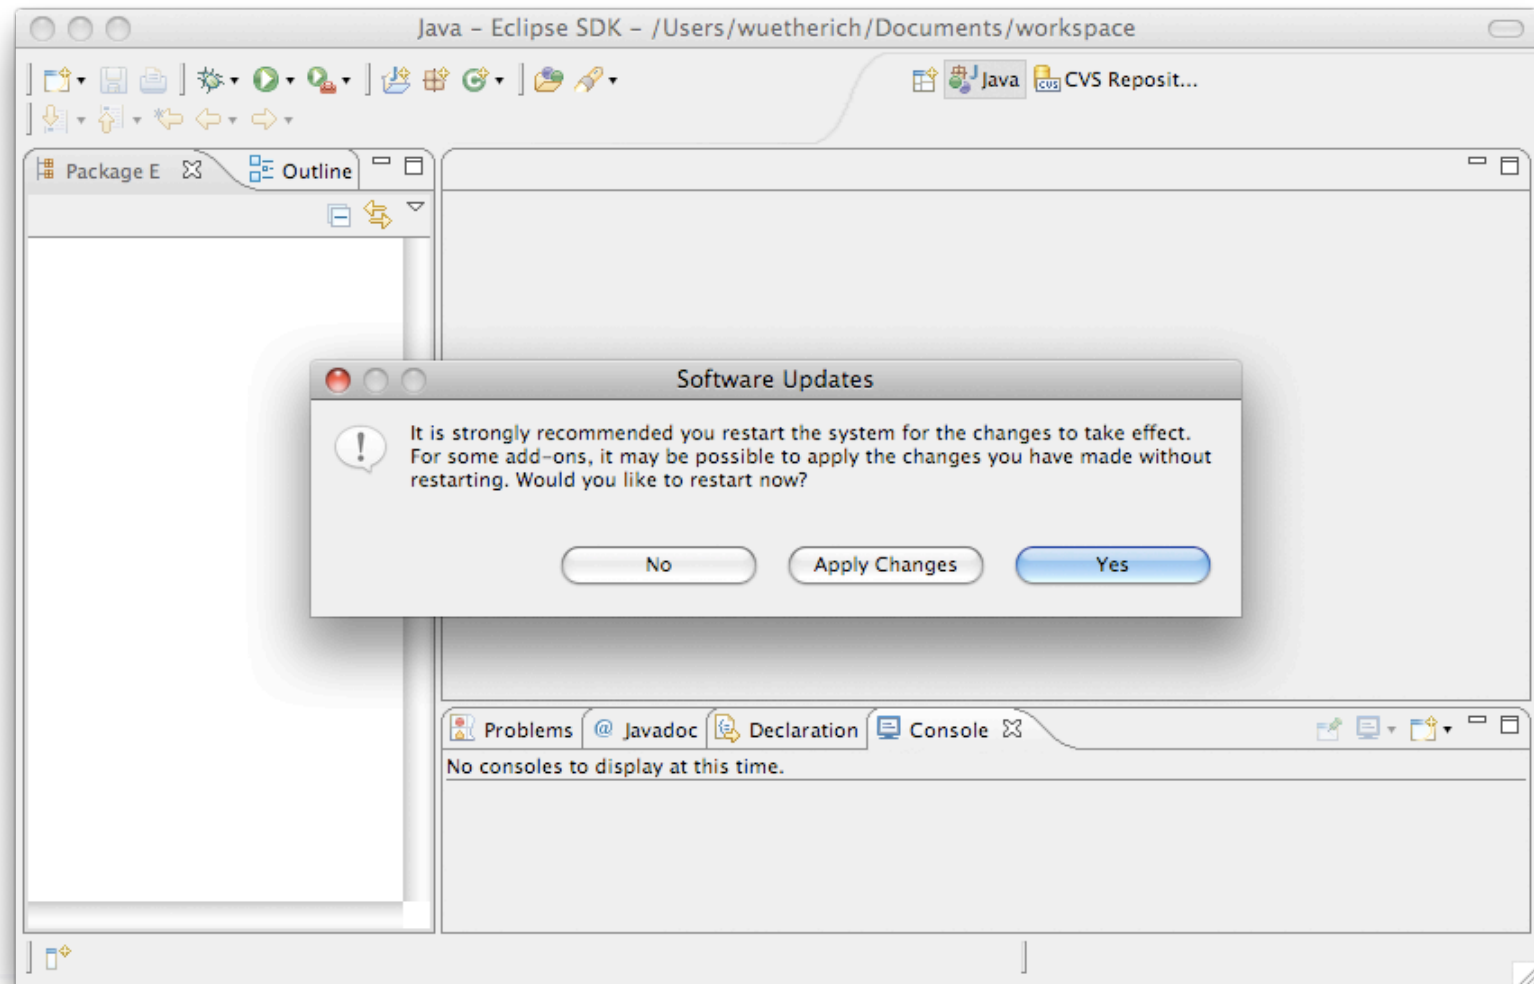 Java – Eclipse SDK – /Users/wuetherich/Documents/workspace
Java
CVS Reposit...
Package E
Outline
Software Updates
It is strongly recommended you restart the system for the changes to take effect.
For some add-ons, it may be possible to apply the changes you have made without
restarting. Would you like to restart now?
No
Apply Changes
Yes
Problems
@ Javadoc
Declaration
Console
No consoles to display at this time.